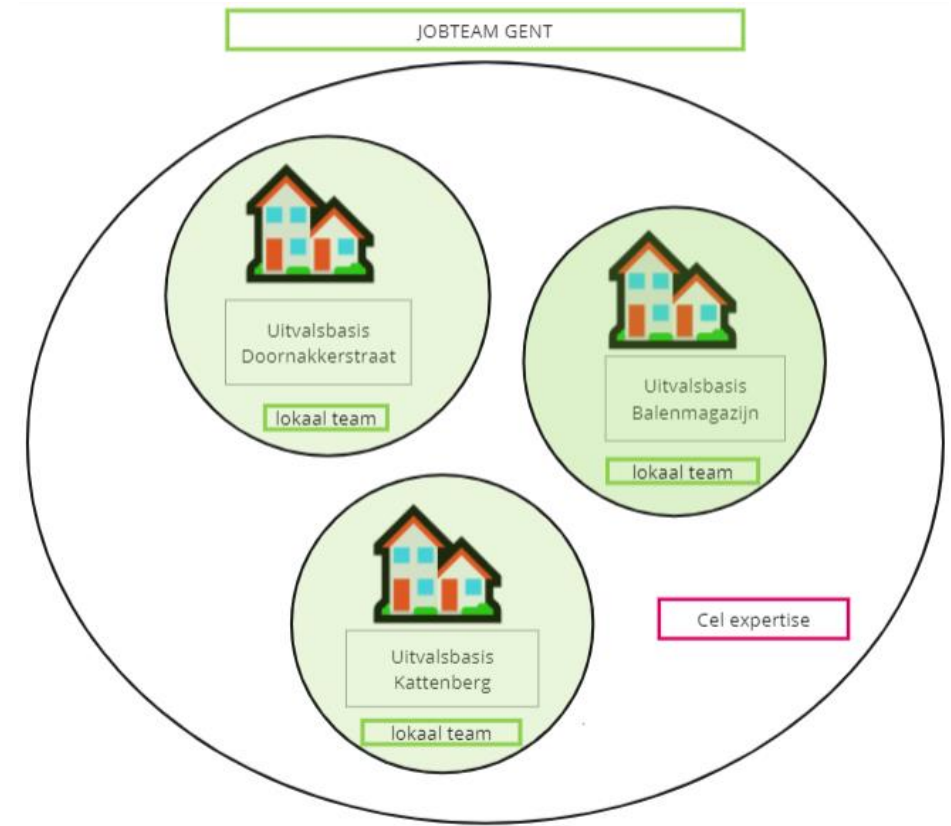 JOBTEAM GENT
Uitvalsbasis
Doornakkerstraat
lokaal team
Uitvalsbasis
Balenmagazijn
lokaal team
Uitvalsbasis
Kattenberg
lokaal team
Cel expertise